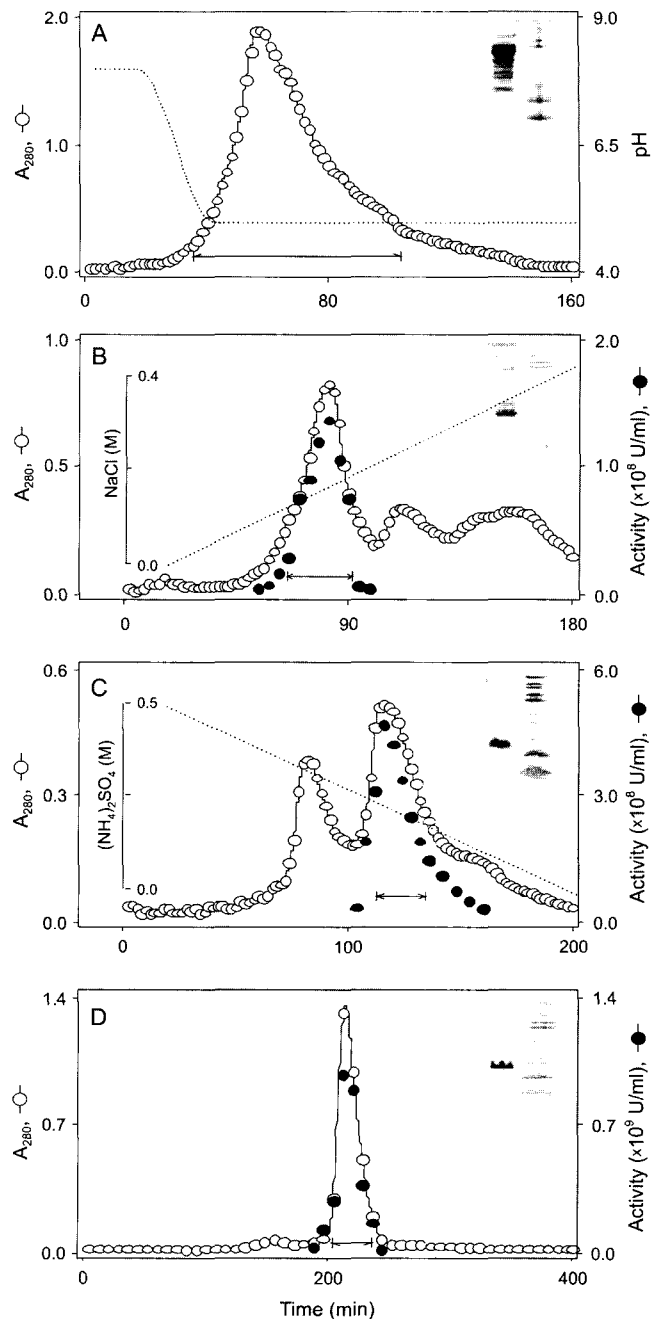 A
2.0
1.0
0.0
A280,
9.0
6.5
4.0
pH
0
80
160
B
1.0
0.5
0.0
A280,
0.4
0.0
NaCl (M)
2.0
1.0
0.0
Activity (×10⁸ U/ml),
0
90
180
C
0.6
0.3
0.0
A280,
0.5
0.0
(NH4)2SO4 (M)
6.0
3.0
0.0
Activity (×10⁸ U/ml),
0
100
200
D
1.4
0.7
0.0
A280,
1.4
0.7
0.0
Activity (×10⁹ U/ml),
0
200
400
Time (min)